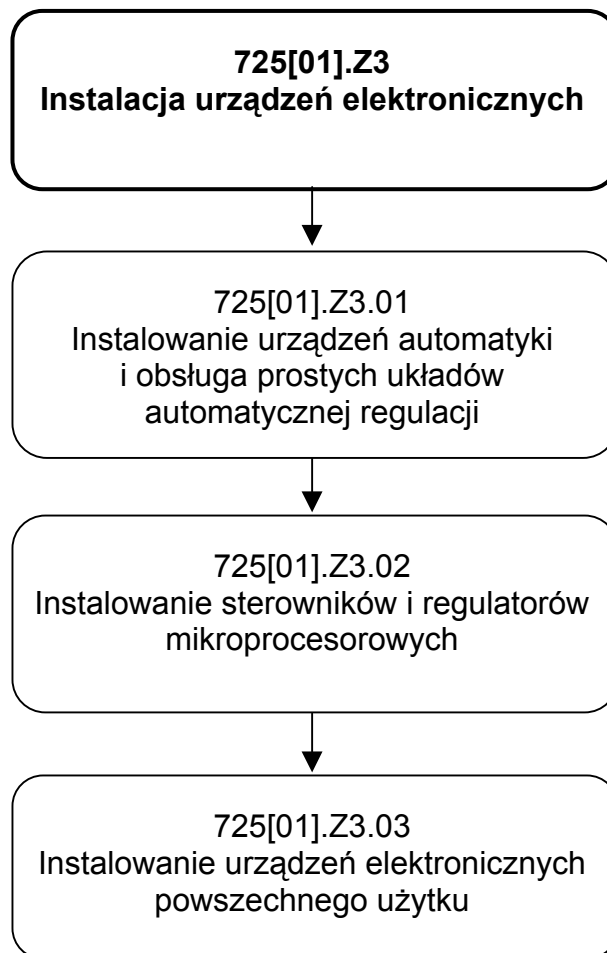 725[01].Z3
Instalacja urządzeń elektronicznych
725[01].Z3.01
Instalowanie urządzeń automatyki
i obsługa prostych układów
automatycznej regulacji
725[01].Z3.02
Instalowanie sterowników i regulatorów
mikroprocesorowych
725[01].Z3.03
Instalowanie urządzeń elektronicznych
powszechnego użytku